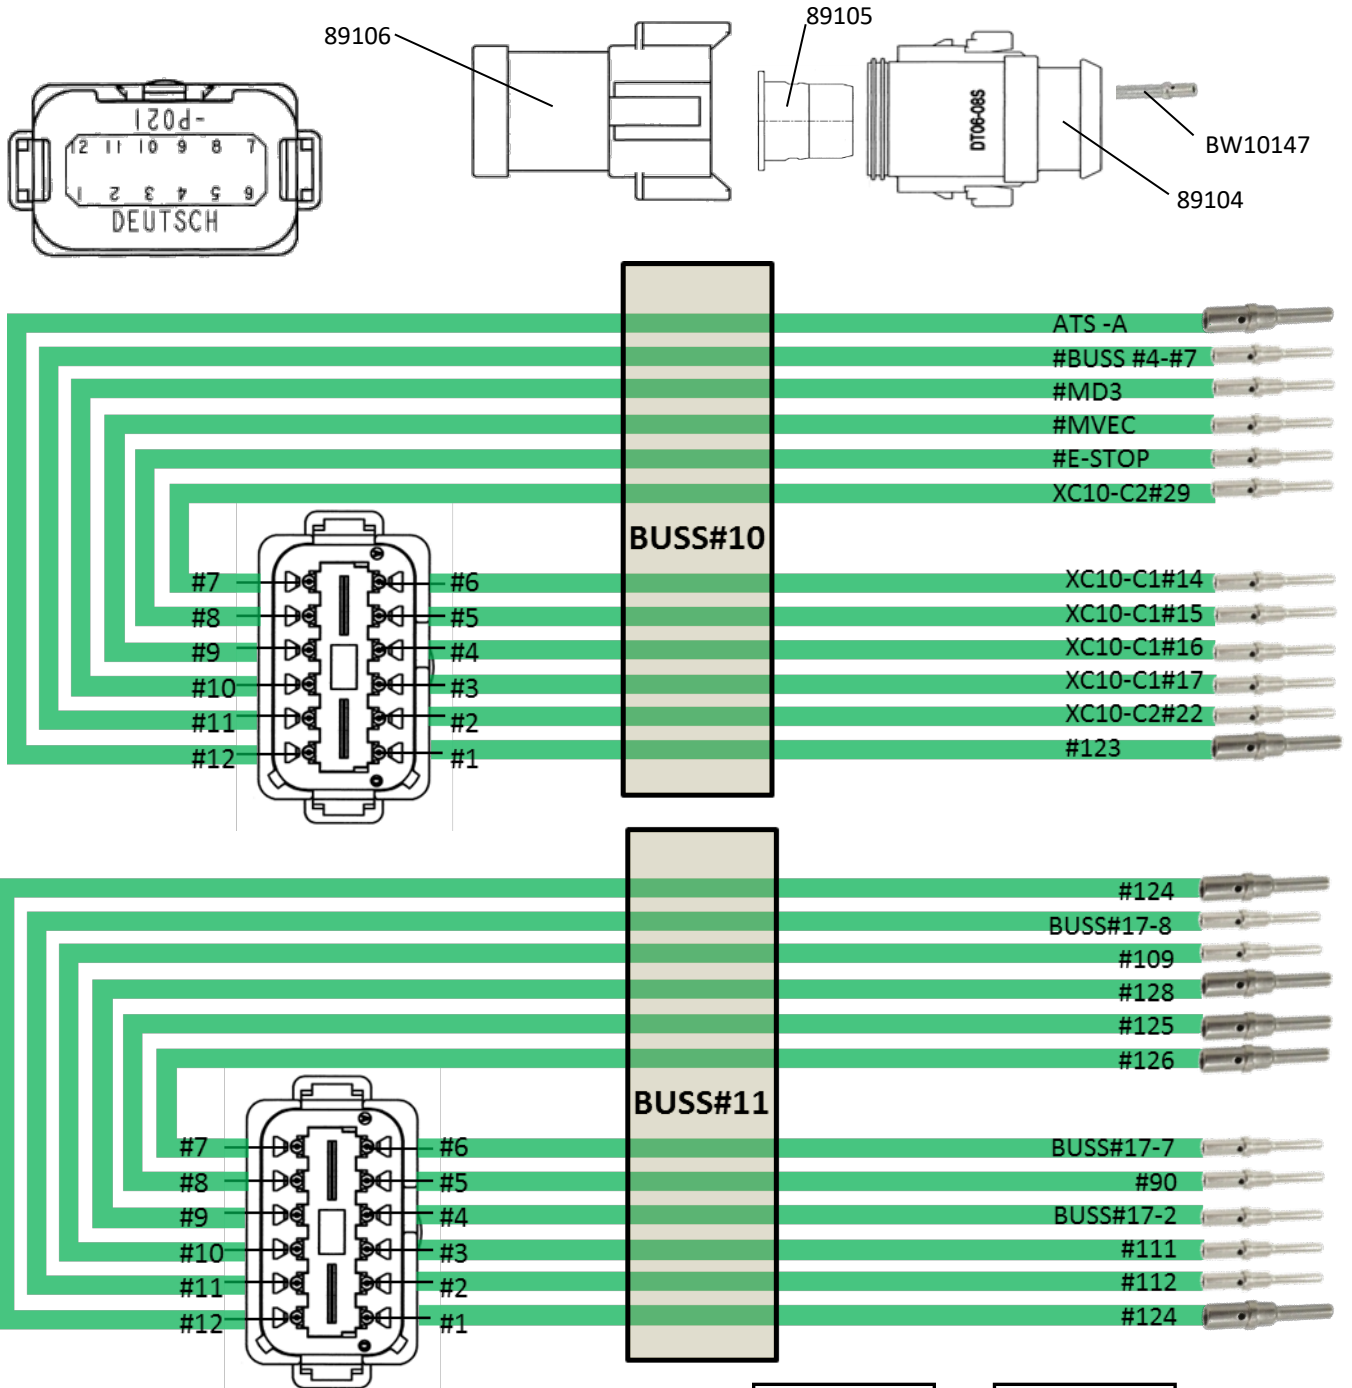 89106
89105
DT06-08S
BW10147
89104
-P021
12 11 10 9 8 7
1 2 3 4 5 6
DEUTSCH
ATS -A
#BUSS #4-#7
#MD3
#MVEC
#E-STOP
XC10-C2#29
BUSS#10
#7 #6 XC10-C1#14
#8 #5 XC10-C1#15
#9 #4 XC10-C1#16
#10 #3 XC10-C1#17
#11 #2 XC10-C2#22
#12 #1 #123
#124
BUSS#17-8
#109
#128
#125
#126
BUSS#11
#7 #6 BUSS#17-7
#8 #5 #90
#9 #4 BUSS#17-2
#10 #3 #111
#11 #2 #112
#12 #1 #124